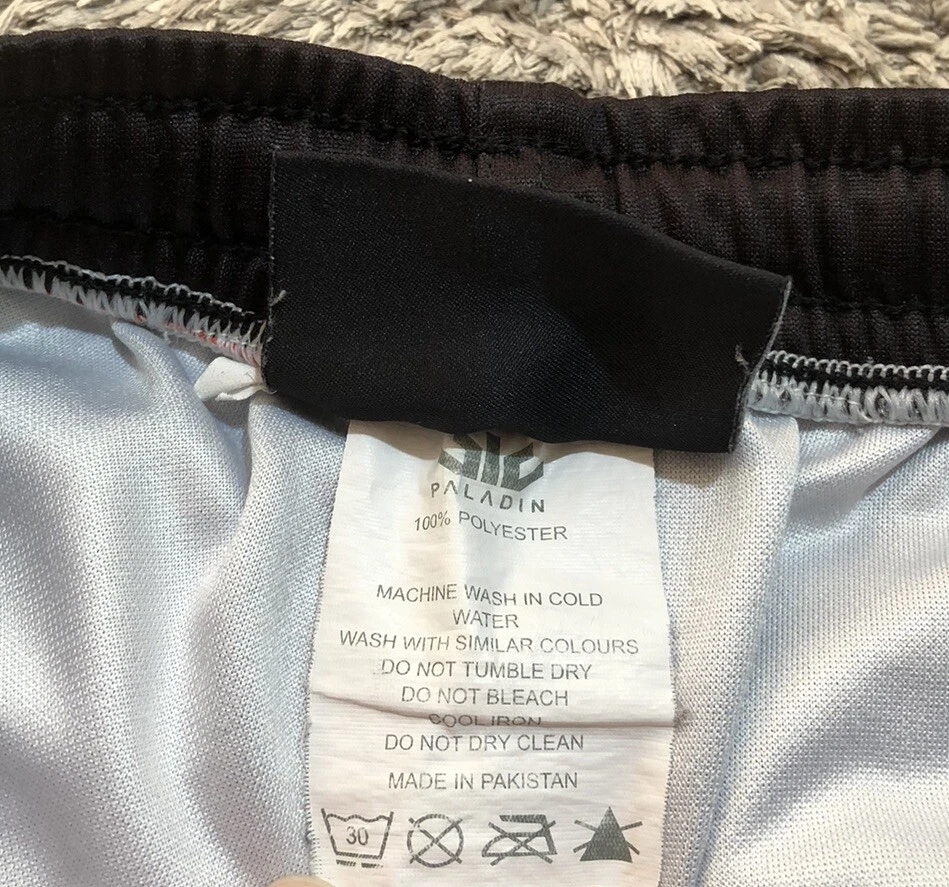 PALADIN
100% POLYESTER
MACHINE WASH IN COLD
WATER
WASH WITH SIMILAR COLOURS
DO NOT TUMBLE DRY
DO NOT BLEACH
COOL IRON
DO NOT DRY CLEAN
MADE IN PAKISTAN
30